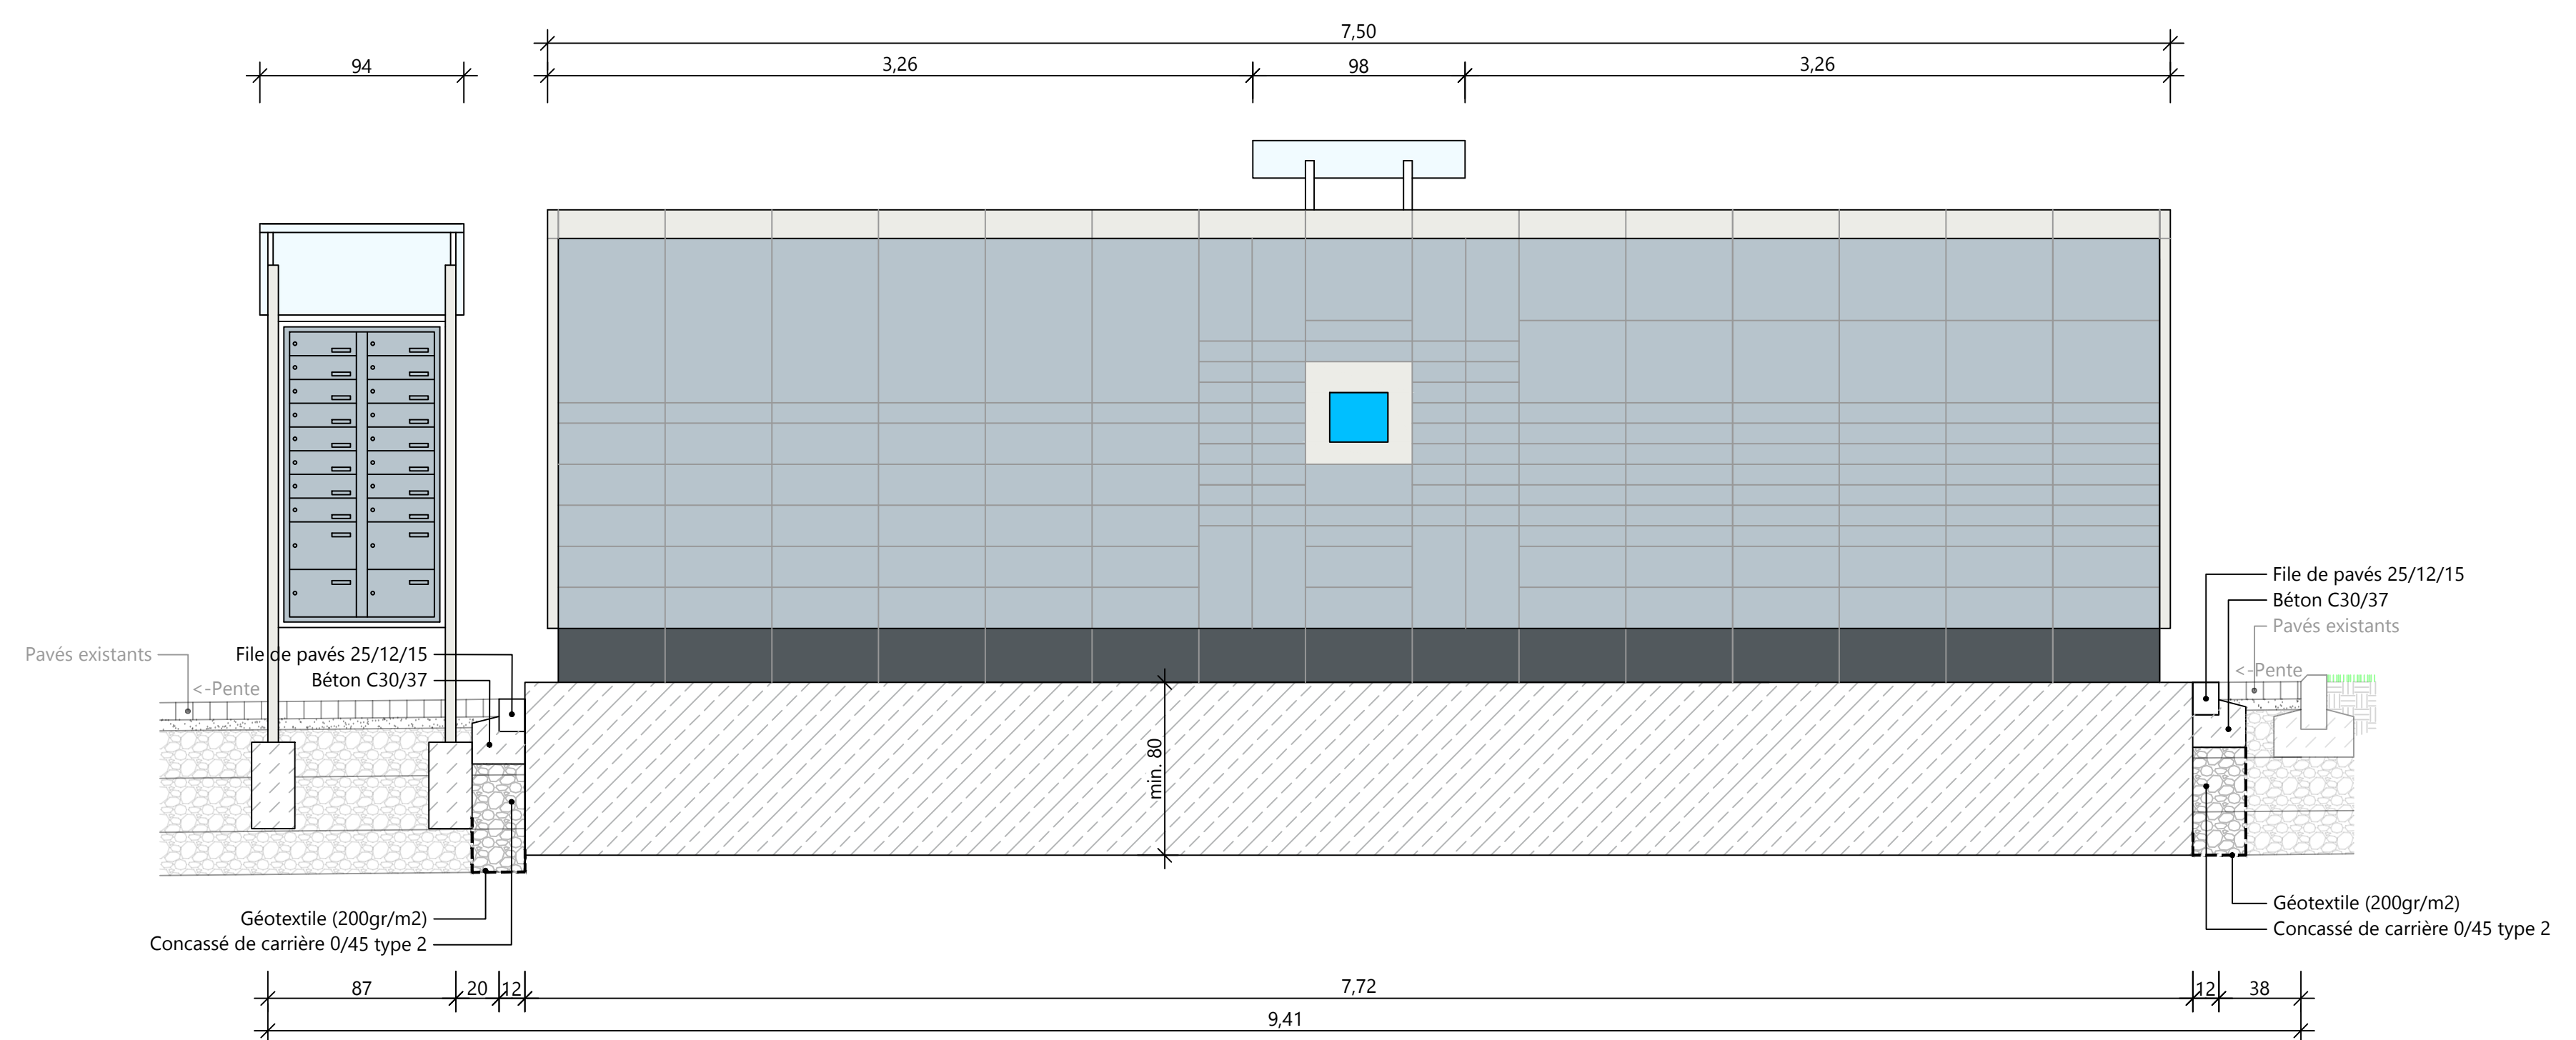 7,50
94
3,26
98
3,26
File de pavés 25/12/15
Béton C30/37
Pavés existants
<-Pente
Pavés existants
<-Pente
File de pavés 25/12/15
Béton C30/37
min. 80
Géotextile (200gr/m2)
Concassé de carrière 0/45 type 2
Géotextile (200gr/m2)
Concassé de carrière 0/45 type 2
87
20
12
7,72
12
38
9,41